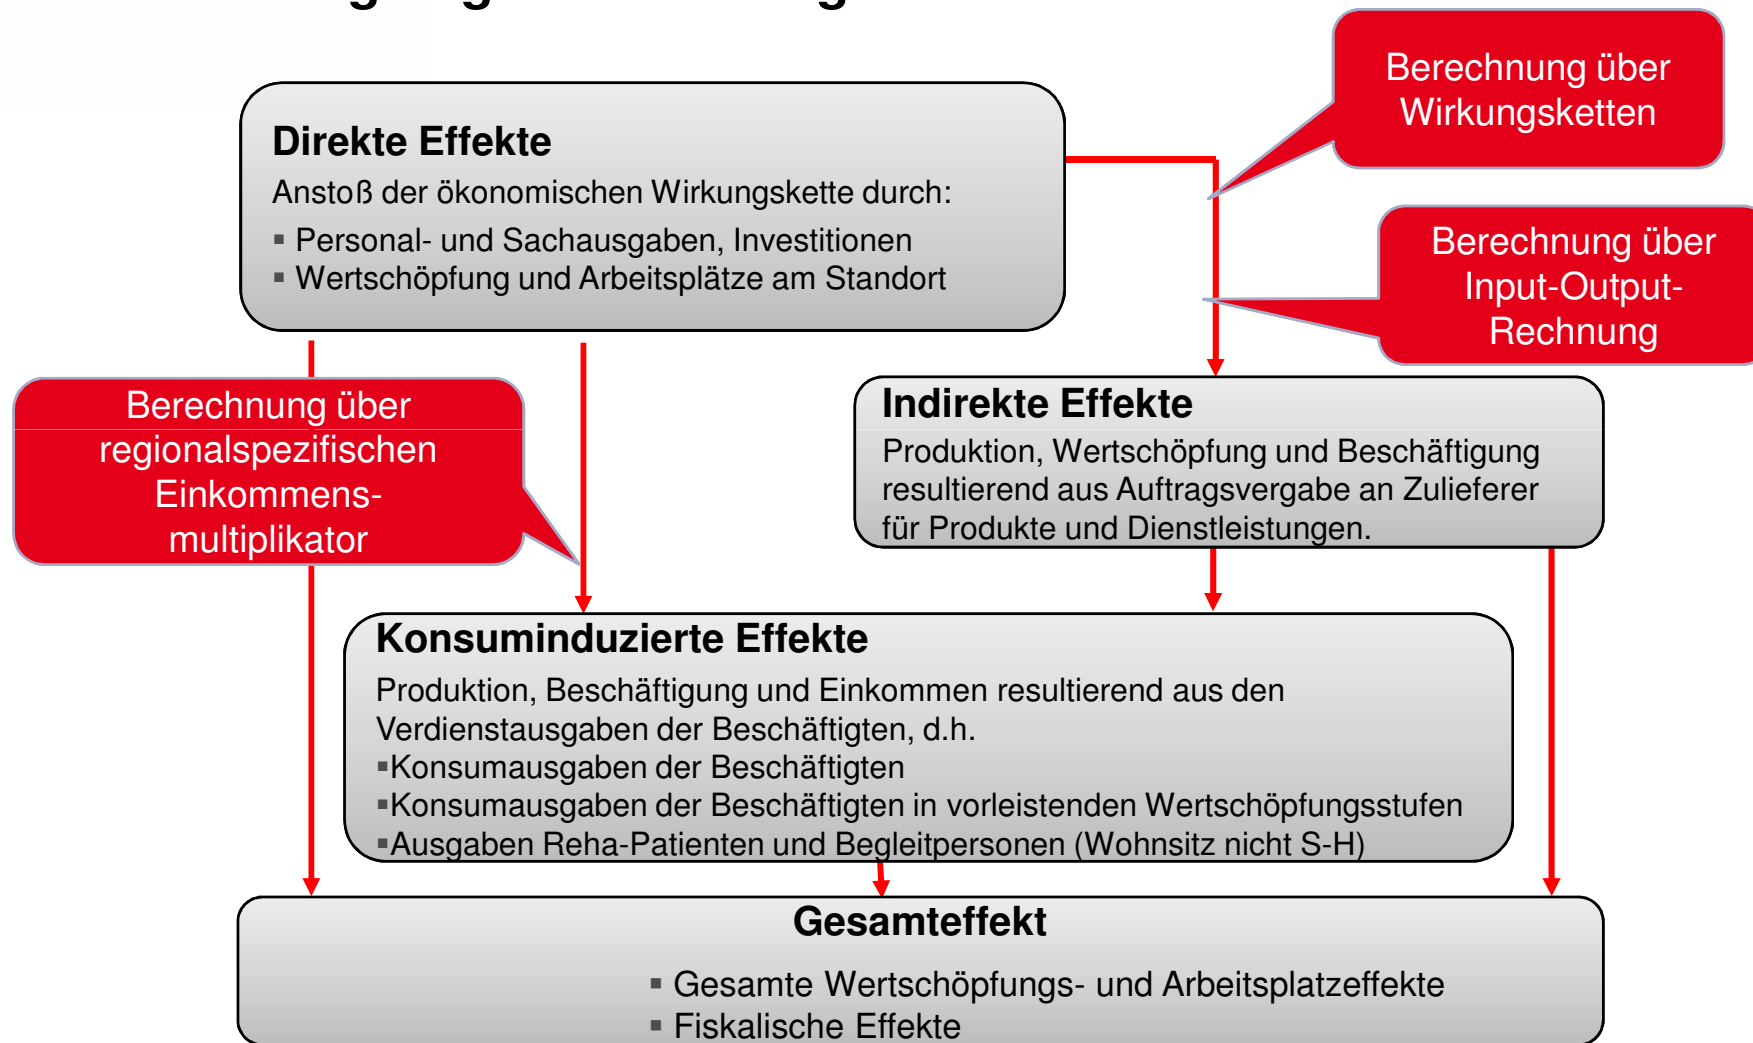 Berechnung über
Wirkungsketten
Direkte Effekte
Anstoß der ökonomischen Wirkungskette durch:
▪ Personal- und Sachausgaben, Investitionen
▪ Wertschöpfung und Arbeitsplätze am Standort
Berechnung über
Input-Output-
Rechnung
Berechnung über
regionalspezifischen
Einkommens-
multiplikator
Indirekte Effekte
Produktion, Wertschöpfung und Beschäftigung
resultierend aus Auftragsvergabe an Zulieferer
für Produkte und Dienstleistungen.
Konsuminduzierte Effekte
Produktion, Beschäftigung und Einkommen resultierend aus den
Verdienstausgaben der Beschäftigten, d.h.
▪Konsumausgaben der Beschäftigten
▪Konsumausgaben der Beschäftigten in vorleistenden Wertschöpfungsstufen
▪Ausgaben Reha-Patienten und Begleitpersonen (Wohnsitz nicht S-H)
Gesamteffekt
▪ Gesamte Wertschöpfungs- und Arbeitsplatzeffekte
▪ Fiskalische Effekte